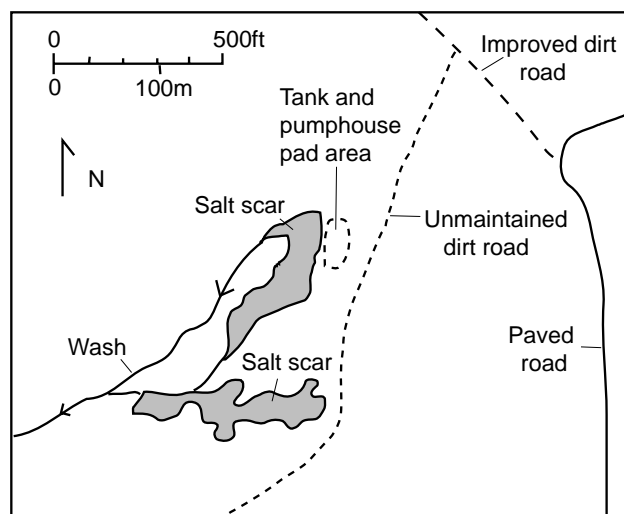 0 500ft
0 100m
Improved dirt
road
Tank and
pumphouse
pad area
N
Salt scar
Unmaintained
dirt road
Wash
Salt scar
Paved
road